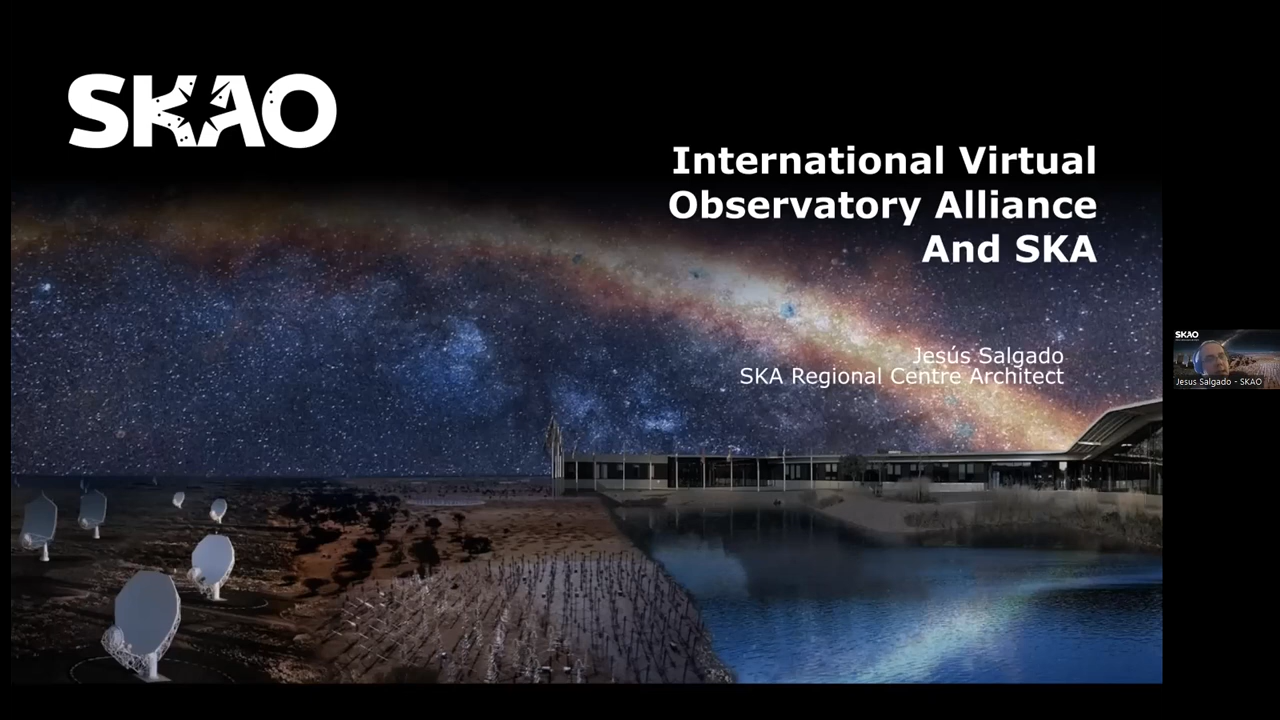 SKAO
International Virtual
Observatory Alliance
And SKA
Jesús Salgado
SKA Regional Centre Architect
SKAO
Jesus Salgado - SKAO